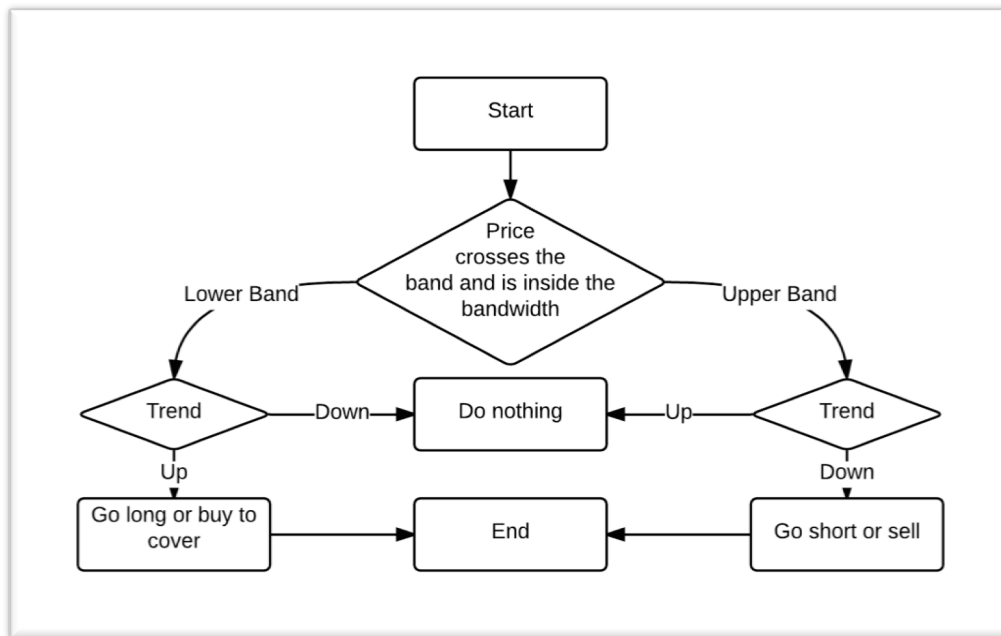 Start
Price
crosses the
band and is inside the
bandwidth
Lower Band
Upper Band
Trend
Down
Do nothing
Up
Trend
Up
Down
Go long or buy to
cover
End
Go short or sell